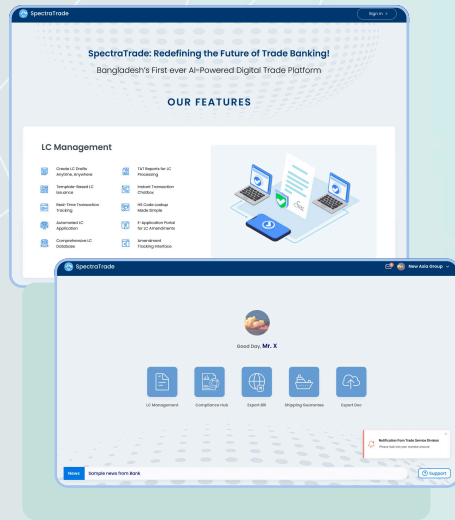 SpectraTrade
Sign In >
SpectraTrade: Redefining the Future of Trade Banking!
Bangladesh's First ever AI-Powered Digital Trade Platform
OUR FEATURES
LC Management
Create LC Drafts
Anytime, Anywhere
TAT Reports for LC
Processing
Template-Based LC
Issuance
Instant Transaction
Chatbox
Real-Time Transaction
Tracking
HS Code Lookup
Made Simple
Automated LC
Application
E-Application Portal
for LC Amendments
Comprehensive LC
Database
Amendment
Tracking Interface
SpectraTrade
New Asia Group
Good Day, Mr. X
LC Management
Compliance Hub
Export Bill
Shipping Guarantee
Export Doc
Notification from Trade Service Division
News
Sample news from Bank
Support